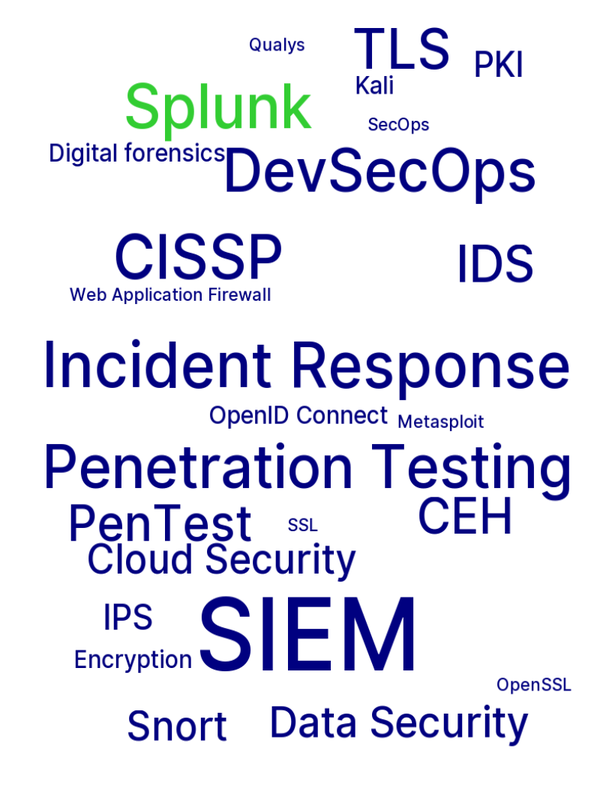 Qualys
TLS
PKI
Kali
Splunk
SecOps
Digital forensics
DevSecOps
CISSP
IDS
Web Application Firewall
Incident Response
OpenID Connect
Metasploit
Penetration Testing
PenTest
SSL
CEH
Cloud Security
IPS
SIEM
Encryption
OpenSSL
Snort
Data Security